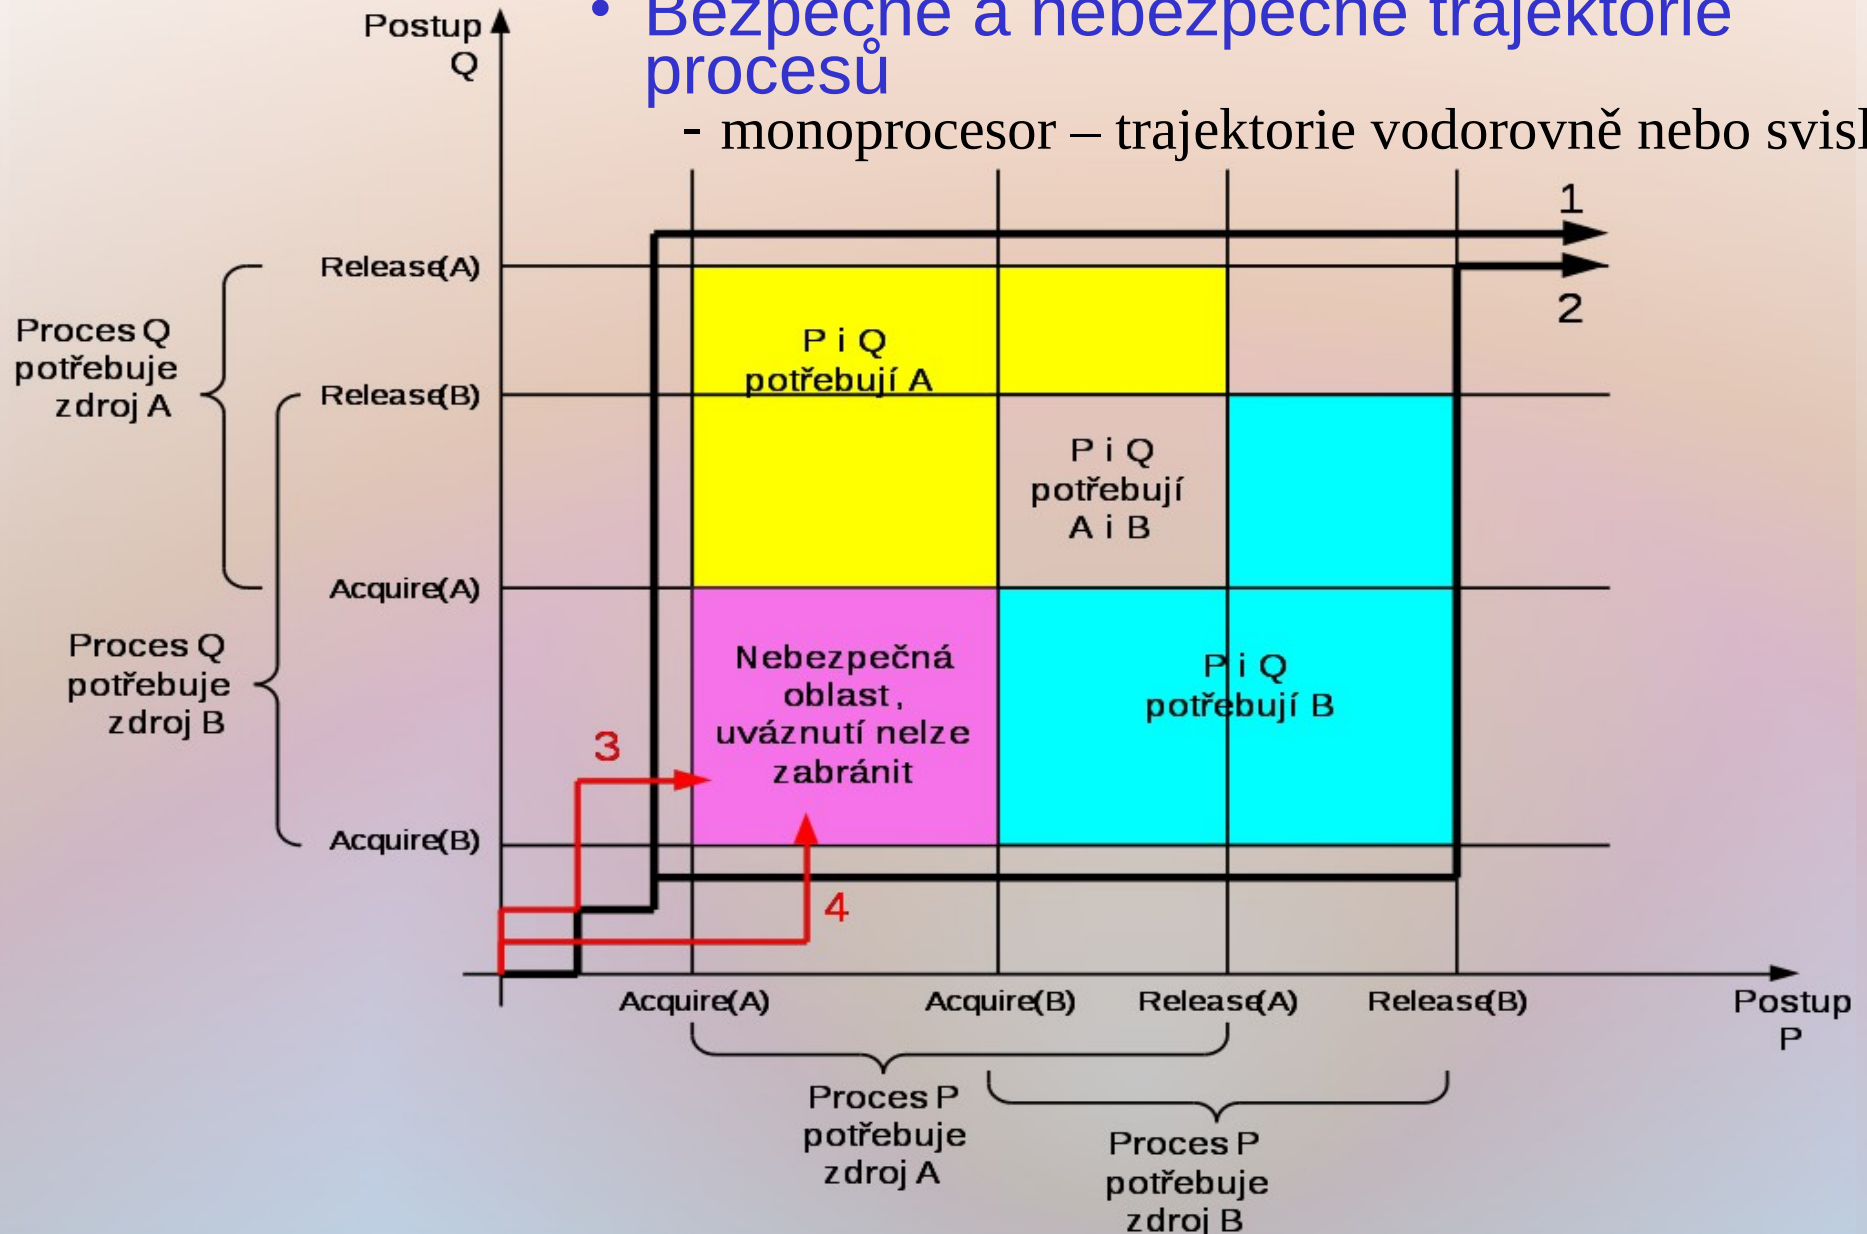 • Bezpečné a nebezpečné trajektorie
procesů
- monoprocesor – trajektorie vodorovně nebo
Postup
Q
1
2
Release(A)
Release(B)
Acquire(A)
Acquire(B)
Proces Q
potřebuje
zdroj A
Proces Q
potřebuje
zdroj B
P i Q
potřebují A
P i Q
potřebují
A i B
Nebezpečná
oblast,
uváznutí nelze
zabránit
P i Q
potřebují B
3
4
Acquire(A) Acquire(B) Release(A) Release(B)
Postup
P
Proces P
potřebuje
zdroj A
Proces P
potřebuje
zdroj B